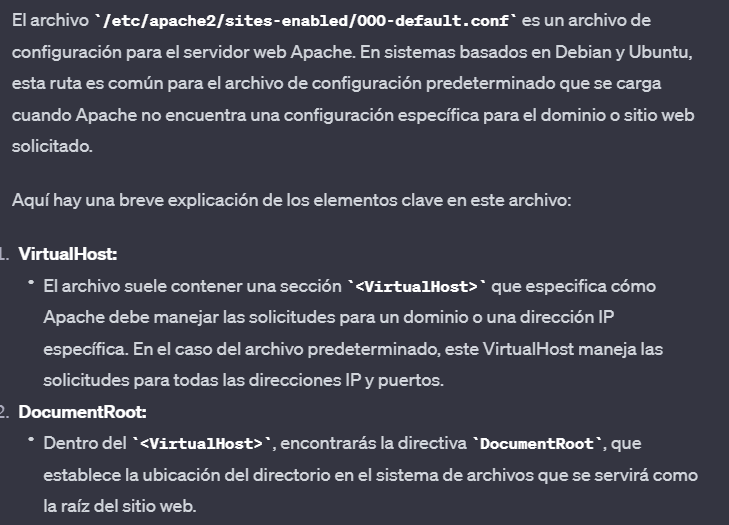 El archivo `/etc/apache2/sites-enabled/000-default.conf` es un archivo de
configuración para el servidor web Apache. En sistemas basados en Debian y Ubuntu,
esta ruta es común para el archivo de configuración predeterminado que se carga
cuando Apache no encuentra una configuración específica para el dominio o sitio web
solicitado.
Aquí hay una breve explicación de los elementos clave en este archivo:
1. VirtualHost:
• El archivo suele contener una sección `<VirtualHost>` que especifica cómo
Apache debe manejar las solicitudes para un dominio o una dirección IP
específica. En el caso del archivo predeterminado, este VirtualHost maneja las
solicitudes para todas las direcciones IP y puertos.
2. DocumentRoot:
• Dentro del `<VirtualHost>`, encontrarás la directiva `DocumentRoot`, que
establece la ubicación del directorio en el sistema de archivos que se servirá como
la raíz del sitio web.